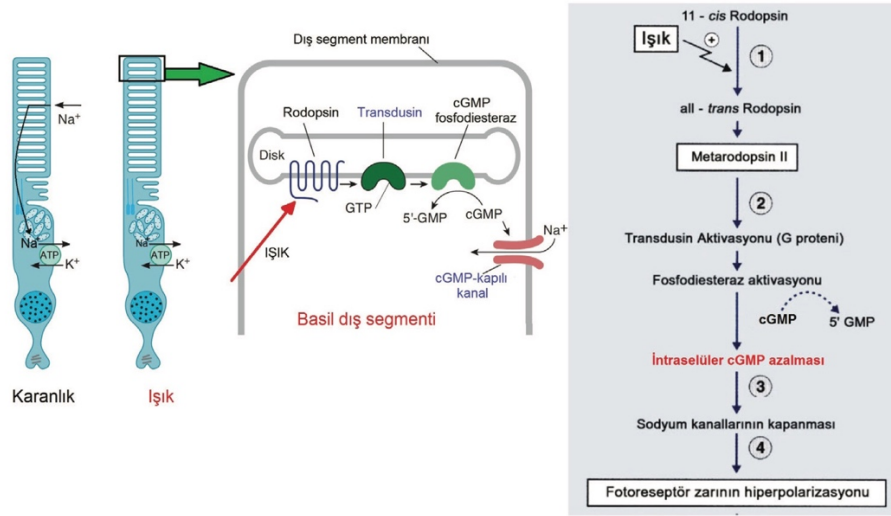 Na⁺
Na⁺
ATP
K⁺
Karanlık
Na⁺
ATP
K⁺
Işık
Dış segment membranı
Rodopsin
Transdusin
cGMP
fosfodiesteraz
Disk
GTP
5'-GMP
cGMP
Na⁺
IŞIK
cGMP-kapılı
kanal
Basil dış segmenti
11 - cis Rodopsin
Işık
+
1
all - trans Rodopsin
Metarodopsin II
2
Transdusin Aktivasyonu (G proteni)
Fosfodiesteraz aktivasyonu
cGMP
5' GMP
İntraselüler cGMP azalması
3
Sodyum kanallarının kapanması
4
Fotoreseptör zarının hiperpolarizasyonu